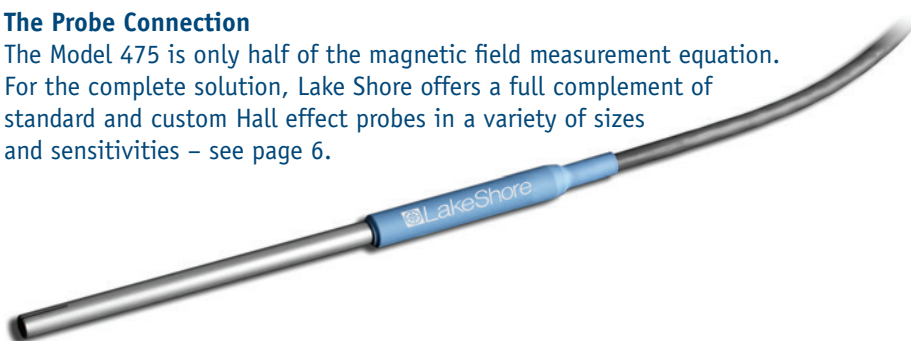 The Probe Connection
The Model 475 is only half of the magnetic field measurement equation.
For the complete solution, Lake Shore offers a full complement of
standard and custom Hall effect probes in a variety of sizes
and sensitivities – see page 6.
LakeShore